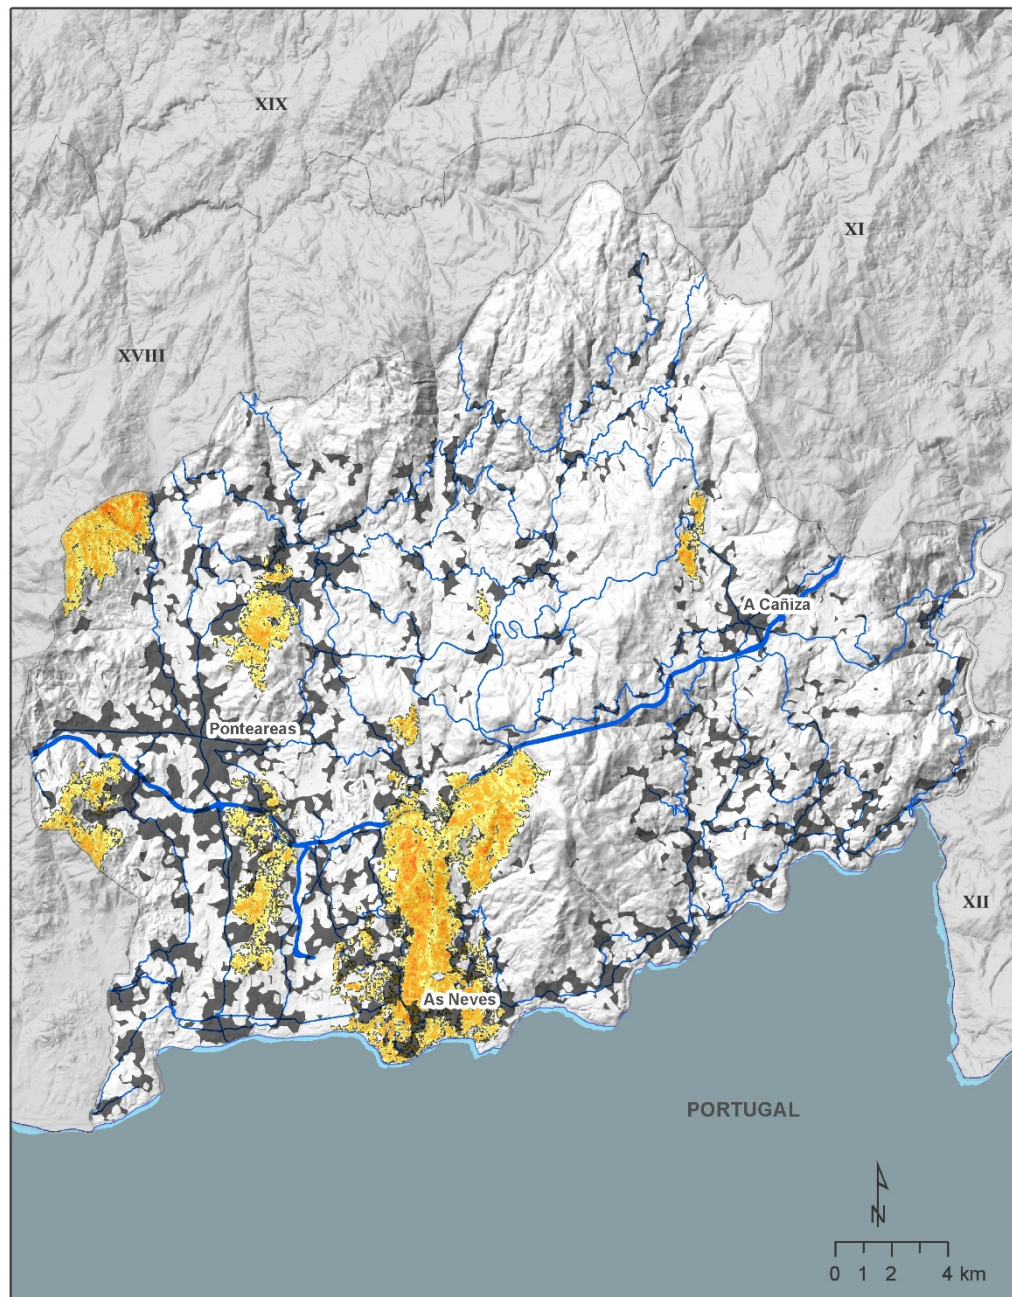 XIX
XI
XVIII
A Cañiza
Ponteareas
XII
As Neves
PORTUGAL
N
0 1 2 4 km